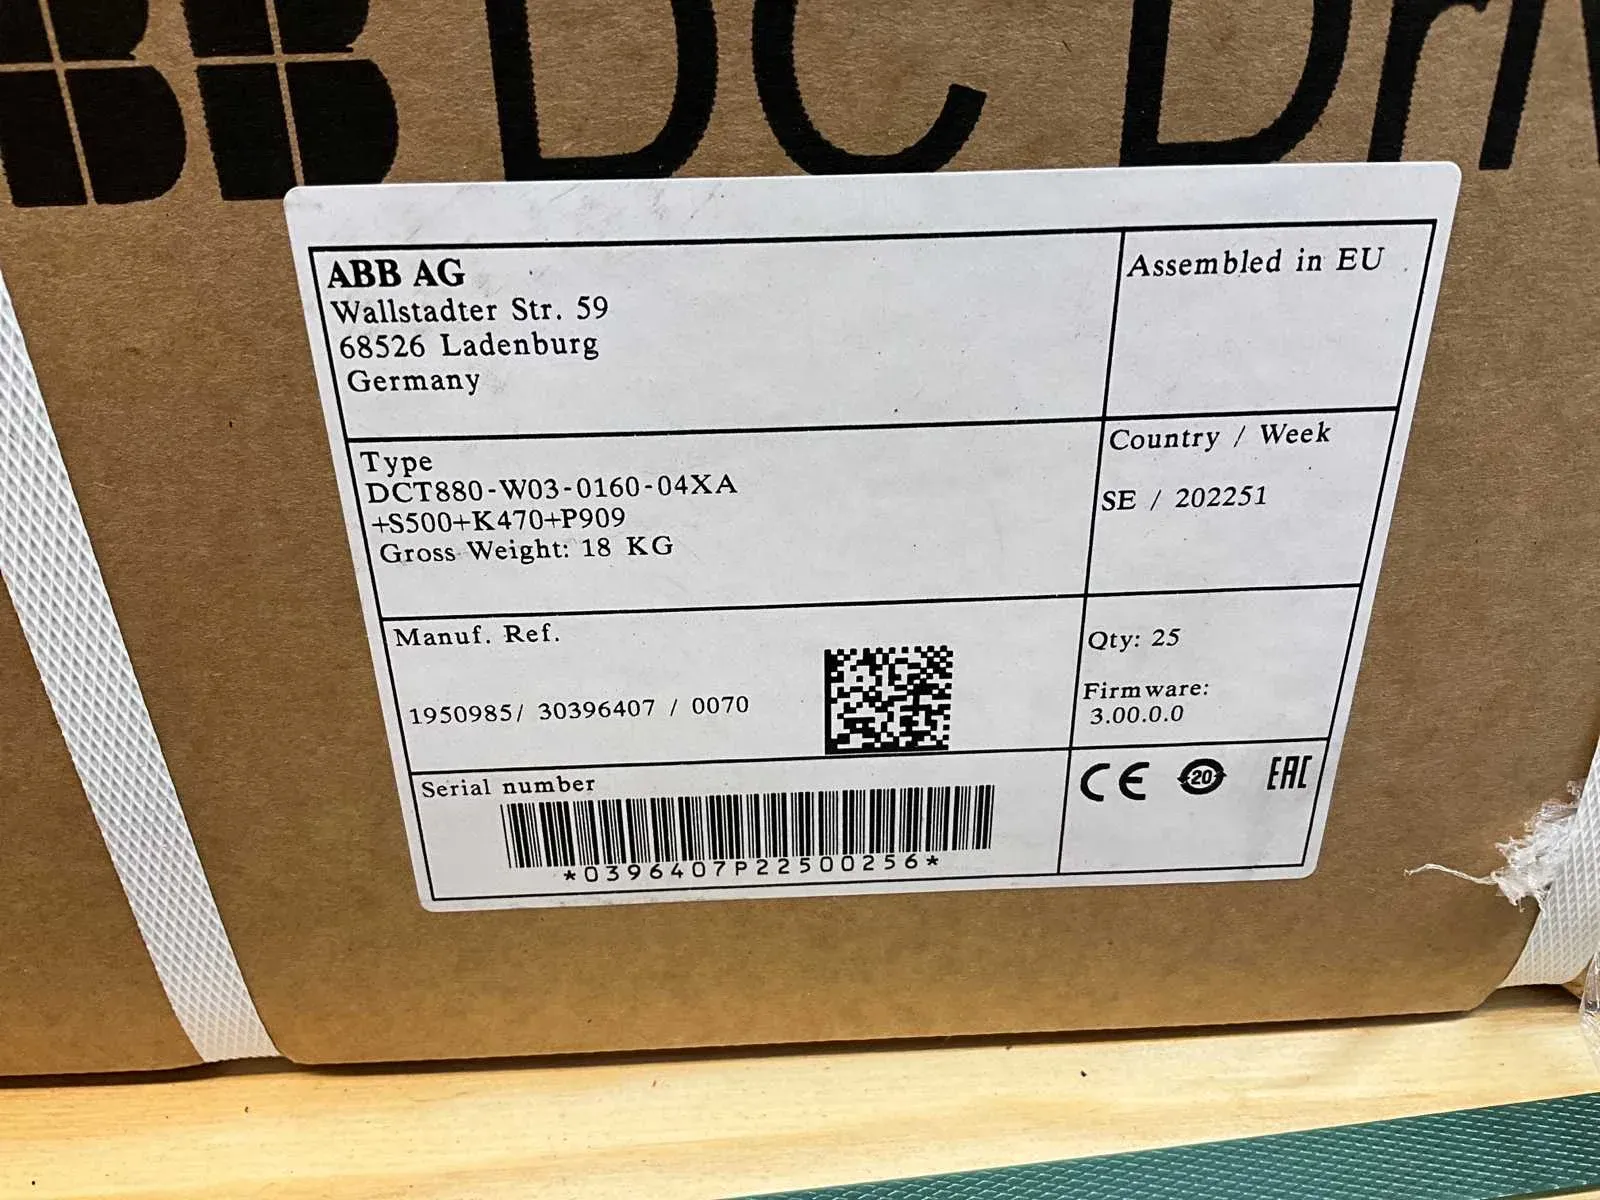 ABB DC Dri
ABB AG
Wallstadter Str. 59
68526 Ladenburg
Germany
Assembled in EU
Type
DCT880-W03-0160-04XA
+S500+K470+P909
Gross Weight: 18 KG
Country / Week
SE / 202251
Manuf. Ref.
1950985/ 30396407 / 0070
Qty: 25
Firmware:
3.00.0.0
Serial number
*0396407P22500256*
CE 20 EAC